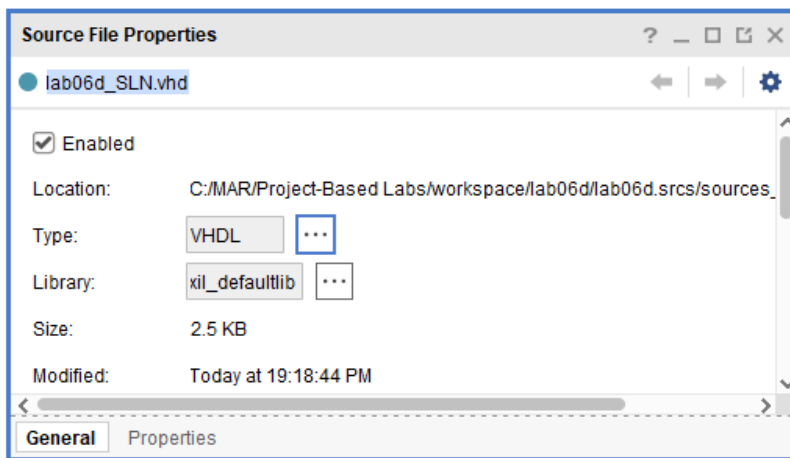 Source File Properties ?
lab06d_SLN.vhd
Enabled
Location: C:/MAR/Project-Based Labs/workspace/lab06d/lab06d.srcs/sources_
Type: VHDL ...
Library: xil_defaultlib ...
Size: 2.5 KB
Modified: Today at 19:18:44 PM
General Properties